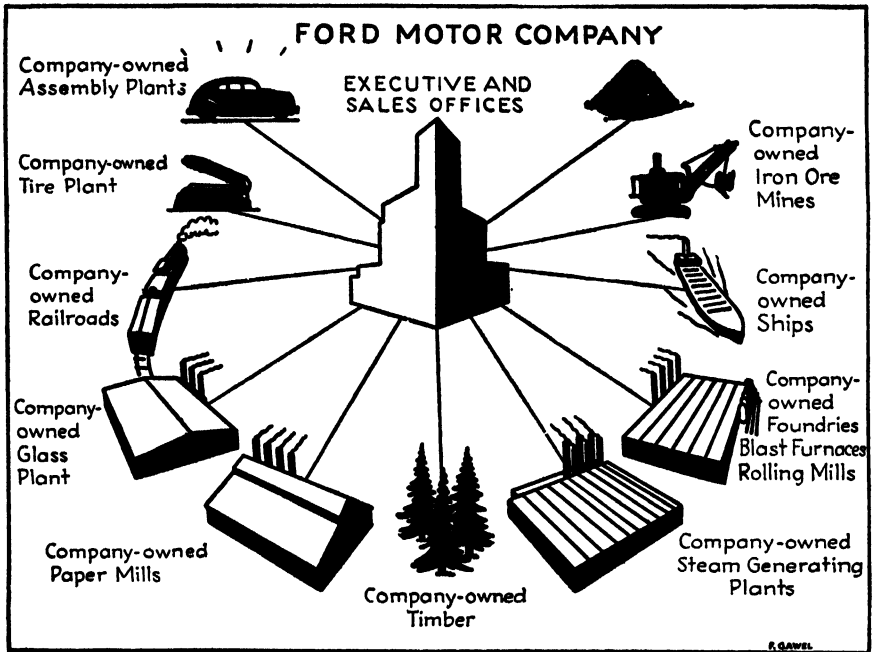 FORD MOTOR COMPANY
EXECUTIVE AND
SALES OFFICES
Company-owned
Assembly Plants
Company-owned
Tire Plant
Company-
owned
Railroads
Company-
owned
Glass
Plant
Company-owned
Paper Mills
Company-owned
Timber
Company-owned
Steam Generating
Plants
Company-
owned
Foundries
Blast Furnaces
Rolling Mills
Company-
owned
Ships
Company-
owned
Iron Ore
Mines
P. GAWEL